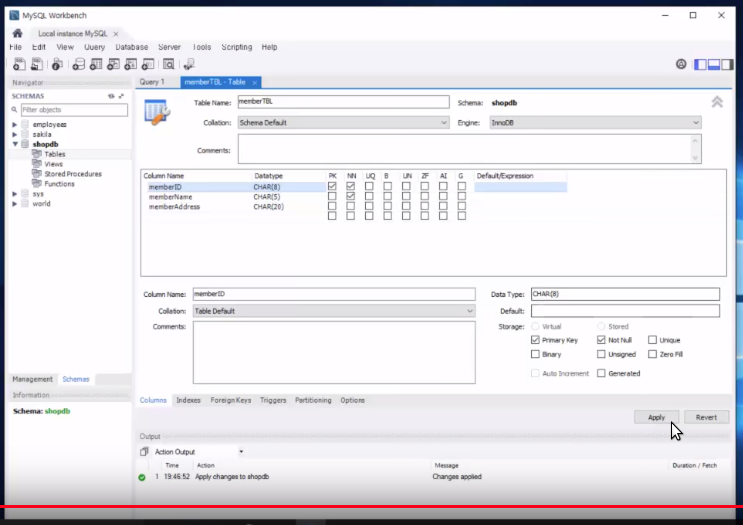 MySQL Workbench
Local instance MySQL ×
File Edit View Query Database Server Tools Scripting Help
Navigator
SCHEMAS
Filter objects
employees
sakila
shopdb
Tables
Views
Stored Procedures
Functions
sys
world
Management Schemas
Information
Schema: shopdb
Query 1 memberTBL - Table ×
Table Name: memberTBL Schema: shopdb
Collation: Schema Default Engine: InnoDB
Comments:
Column Name Datatype PK NN UQ B UN ZF AI G Default/Expression
memberID CHAR(8)
memberName CHAR(5)
memberAddress CHAR(20)
Column Name: memberID Data Type: CHAR(8)
Collation: Table Default Default:
Comments: Storage: Virtual Stored
Primary Key Not Null Unique
Binary Unsigned Zero Fill
Auto Increment Generated
Columns Indexes Foreign Keys Triggers Partitioning Options
Apply Revert
Output
Action Output
Time Action Message Duration / Fetch
1 19:46:52 Apply changes to shopdb Changes applied